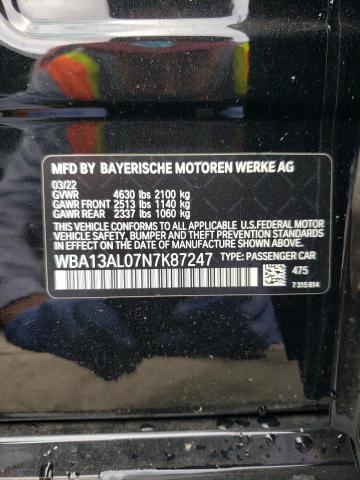 MFD BY BAYERISCHE MOTOREN WERKE AG
03/22
GVWR 4630 lbs 2100 kg
GAWR FRONT 2513 lbs 1140 kg
GAWR REAR 2337 lbs 1060 kg
THIS VEHICLE CONFORMS TO ALL APPLICABLE U.S. FEDERAL MOTOR
VEHICLE SAFETY, BUMPER AND THEFT PREVENTION STANDARDS
IN EFFECT ON THE DATE OF MANUFACTURE SHOWN ABOVE.
WBA13AL07N7K87247 TYPE: PASSENGER CAR
475
7 315 814